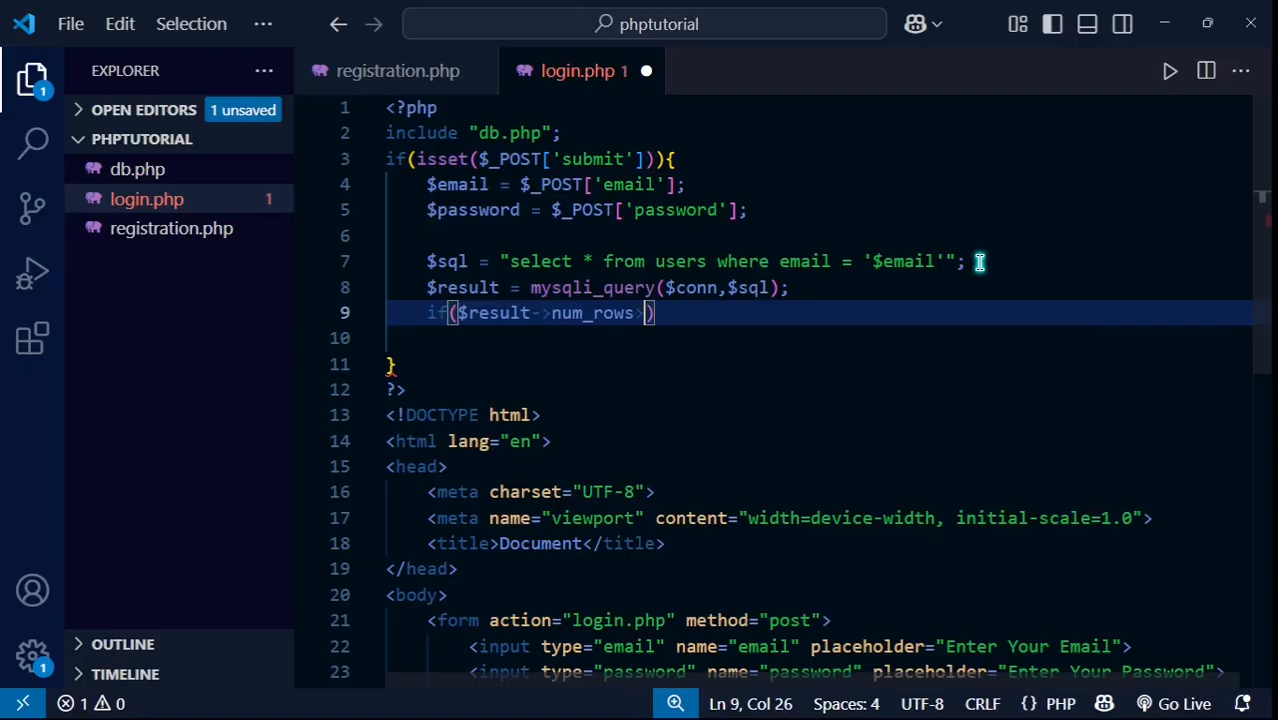 File Edit Selection ··· phptutorial
EXPLORER ···
registration.php
login.php 1
OPEN EDITORS 1 unsaved
PHPTUTORIAL
db.php
login.php 1
registration.php
OUTLINE
TIMELINE
1
1
1 <?php
2 include "db.php";
3 if(isset($_POST['submit'])){
4 $email = $_POST['email'];
5 $password = $_POST['password'];
6
7 $sql = "select * from users where email = '$email'";
8 $result = mysqli_query($conn,$sql);
9 if($result->num_rows>)
10
11 }
12 ?>
13 <!DOCTYPE html>
14 <html lang="en">
15 <head>
16 <meta charset="UTF-8">
17 <meta name="viewport" content="width=device-width, initial-scale=1.0">
18 <title>Document</title>
19 </head>
20 <body>
21 <form action="login.php" method="post">
22 <input type="email" name="email" placeholder="Enter Your Email">
23 <input type="password" name="password" placeholder="Enter Your Password">
1 0 Ln 9, Col 26 Spaces: 4 UTF-8 CRLF {} PHP Go Live